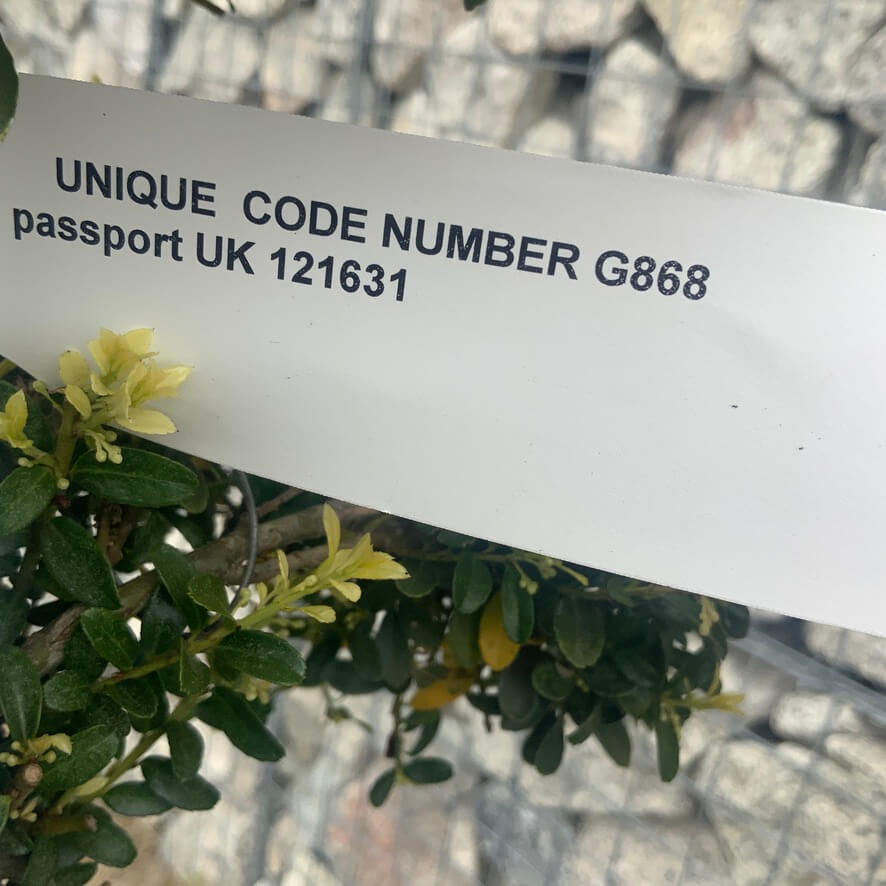 UNIQUE CODE NUMBER G868
passport UK 121631